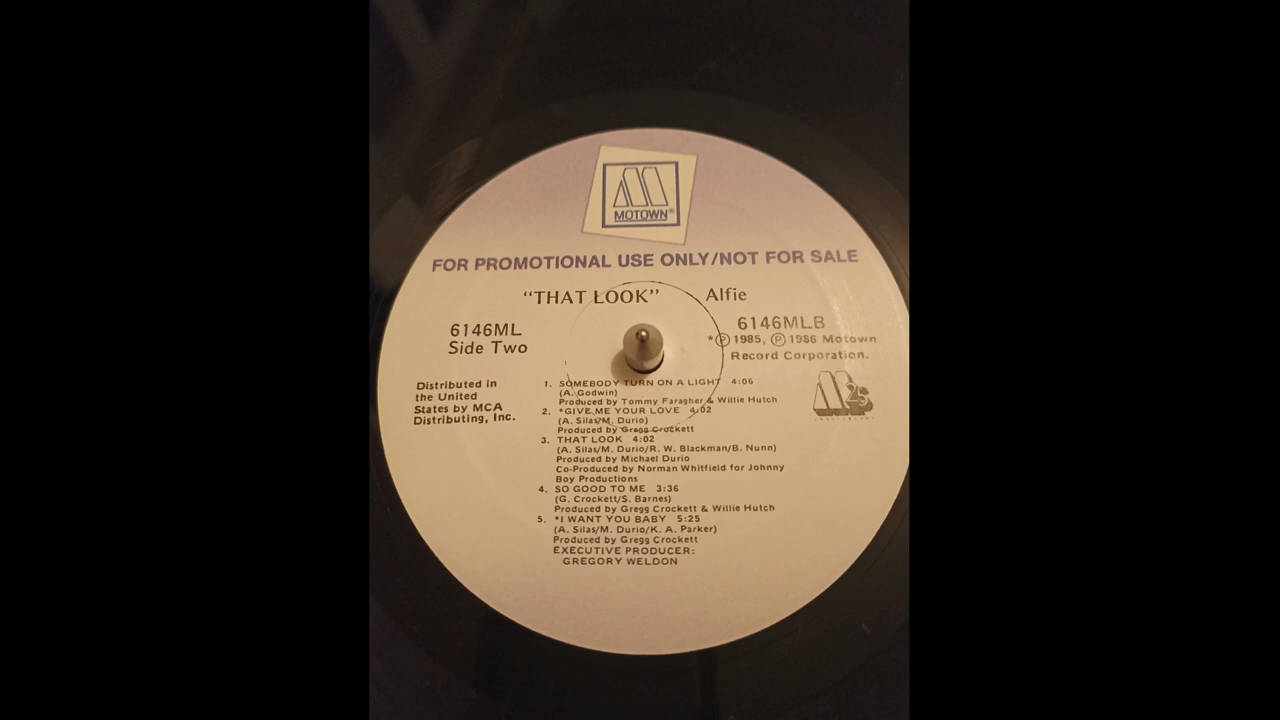 MOTOWN®
FOR PROMOTIONAL USE ONLY/NOT FOR SALE
"THAT LOOK" Alfie
6146ML
Side Two
6146MLB
*Ⓟ 1985, Ⓟ 1986 Motown
Record Corporation.
Distributed in
the United
States by MCA
Distributing, Inc.
M25
1. SOMEBODY TURN ON A LIGHT 4:06
(A. Godwin)
Produced by Tommy Faragher & Willie Hutch
2. *GIVE ME YOUR LOVE 4:02
(A. Silas/M. Durio)
Produced by Gregg Crockett
3. THAT LOOK 4:02
(A. Silas/M. Durio/R. W. Blackman/B. Nunn)
Produced by Michael Durio
Co-Produced by Norman Whitfield for Johnny
Boy Productions
4. SO GOOD TO ME 3:36
(G. Crockett/S. Barnes)
Produced by Gregg Crockett & Willie Hutch
5. *I WANT YOU BABY 5:25
(A. Silas/M. Durio/K. A. Parker)
Produced by Gregg Crockett
EXECUTIVE PRODUCER:
GREGORY WELDON